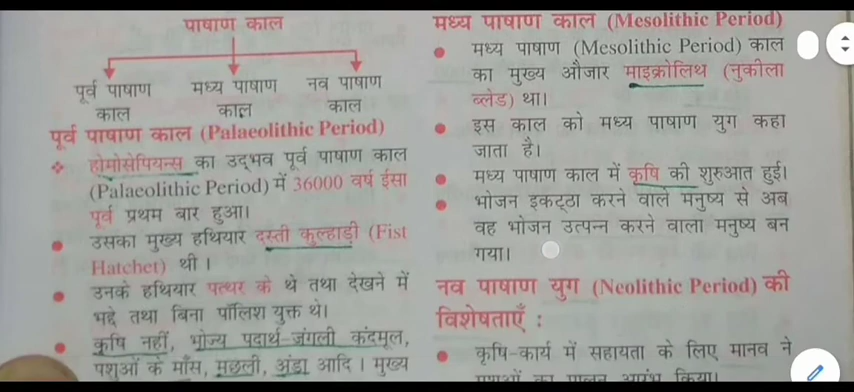 पाषाण काल
पूर्व पाषाण मध्य पाषाण नव पाषाण
काल काल काल
पूर्व पाषाण काल (Palaeolithic Period)
होमोसेपियन्स का उद्भव पूर्व पाषाण काल
(Palaeolithic Period) में 36000 वर्ष ईसा
पूर्व प्रथम बार हुआ।
उसका मुख्य हथियार दस्ती कुल्हाड़ी (Fist
Hatchet) थी ।
उनके हथियार पत्थर के थे तथा देखने में
भद्दे तथा बिना पॉलिश युक्त थे।
कृषि नहीं, भोज्य पदार्थ-जंगली कंदमूल,
पशुओं के माँस, मछली, अंडा आदि । मुख्य
मध्य पाषाण काल (Mesolithic Period)
मध्य पाषाण (Mesolithic Period) काल
का मुख्य औजार माइक्रोलिथ (नुकीला
ब्लेड) था।
इस काल को मध्य पाषाण युग कहा
जाता है।
मध्य पाषाण काल में कृषि की शुरुआत हुई।
भोजन इकट्ठा करने वाले मनुष्य से अब
वह भोजन उत्पन्न करने वाला मनुष्य बन
गया।
नव पाषाण युग (Neolithic Period) की
विशेषताएँ :
कृषि-कार्य में सहायता के लिए मानव ने
पशुओं का पालन आरंभ किया।